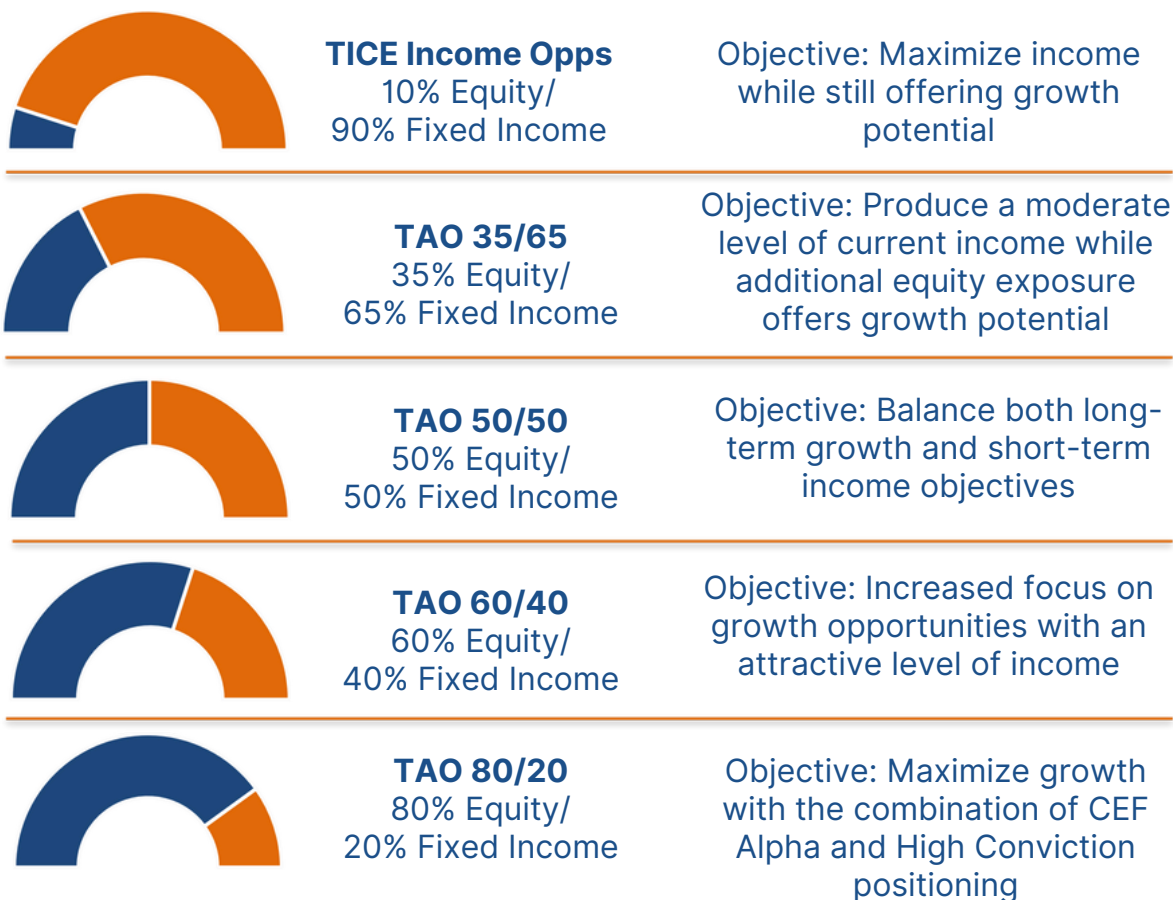 TICE Income Opps
10% Equity/
90% Fixed Income
Objective: Maximize income
while still offering growth
potential
TAO 35/65
35% Equity/
65% Fixed Income
Objective: Produce a moderate
level of current income while
additional equity exposure
offers growth potential
TAO 50/50
50% Equity/
50% Fixed Income
Objective: Balance both long-
term growth and short-term
income objectives
TAO 60/40
60% Equity/
40% Fixed Income
Objective: Increased focus on
growth opportunities with an
attractive level of income
TAO 80/20
80% Equity/
20% Fixed Income
Objective: Maximize growth
with the combination of CEF
Alpha and High Conviction
positioning